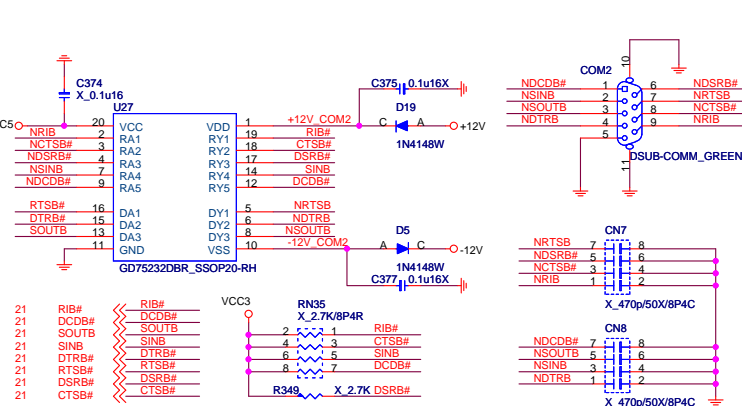 C374
X_0.1u16
U27
C5
20 VCC VDD 1 +12V_COM2
NRIB 2 RA1 RY1 19 RIB#
NCTSB# 3 RA2 RY2 18 CTSB#
NDSRB# 4 RA3 RY3 17 DSRB#
NSINB 7 RA4 RY4 14 SINB
NDCDB# 9 RA5 RY5 12 DCDB#
RTSB# 16 DA1 DY1 5 NRTSB
DTRB# 15 DA2 DY2 6 NDTRB
SOUTB 13 DA3 DY3 8 NSOUTB
11 GND VSS 10 -12V_COM2
GD75232DBR_SSOP20-RH
C375 0.1u16X
D19
C A +12V
1N4148W
D5
A C -12V
1N4148W
C377 0.1u16X
COM2
10
NDCDB# 1 6 NDSRB#
NSINB 2 7 NRTSB
NSOUTB 3 8 NCTSB#
NDTRB 4 9 NRIB
5
11
DSUB-COMM_GREEN
CN7
NRTSB 7 8
NDSRB# 5 6
NCTSB# 3 4
NRIB 1 2
X_470p/50X/8P4C
CN8
NDCDB# 7 8
NSOUTB 5 6
NSINB 3 4
NDTRB 1 2
X_470p/50X/8P4C
21 RIB# RIB#
21 DCDB# DCDB#
21 SOUTB SOUTB
21 SINB SINB
21 DTRB# DTRB#
21 RTSB# RTSB#
21 DSRB# DSRB#
21 CTSB# CTSB#
VCC3
RN35
X_2.7K/8P4R
2 1 RIB#
4 3 CTSB#
6 5 SINB
8 7 DCDB#
R349 X_2.7K DSRB#